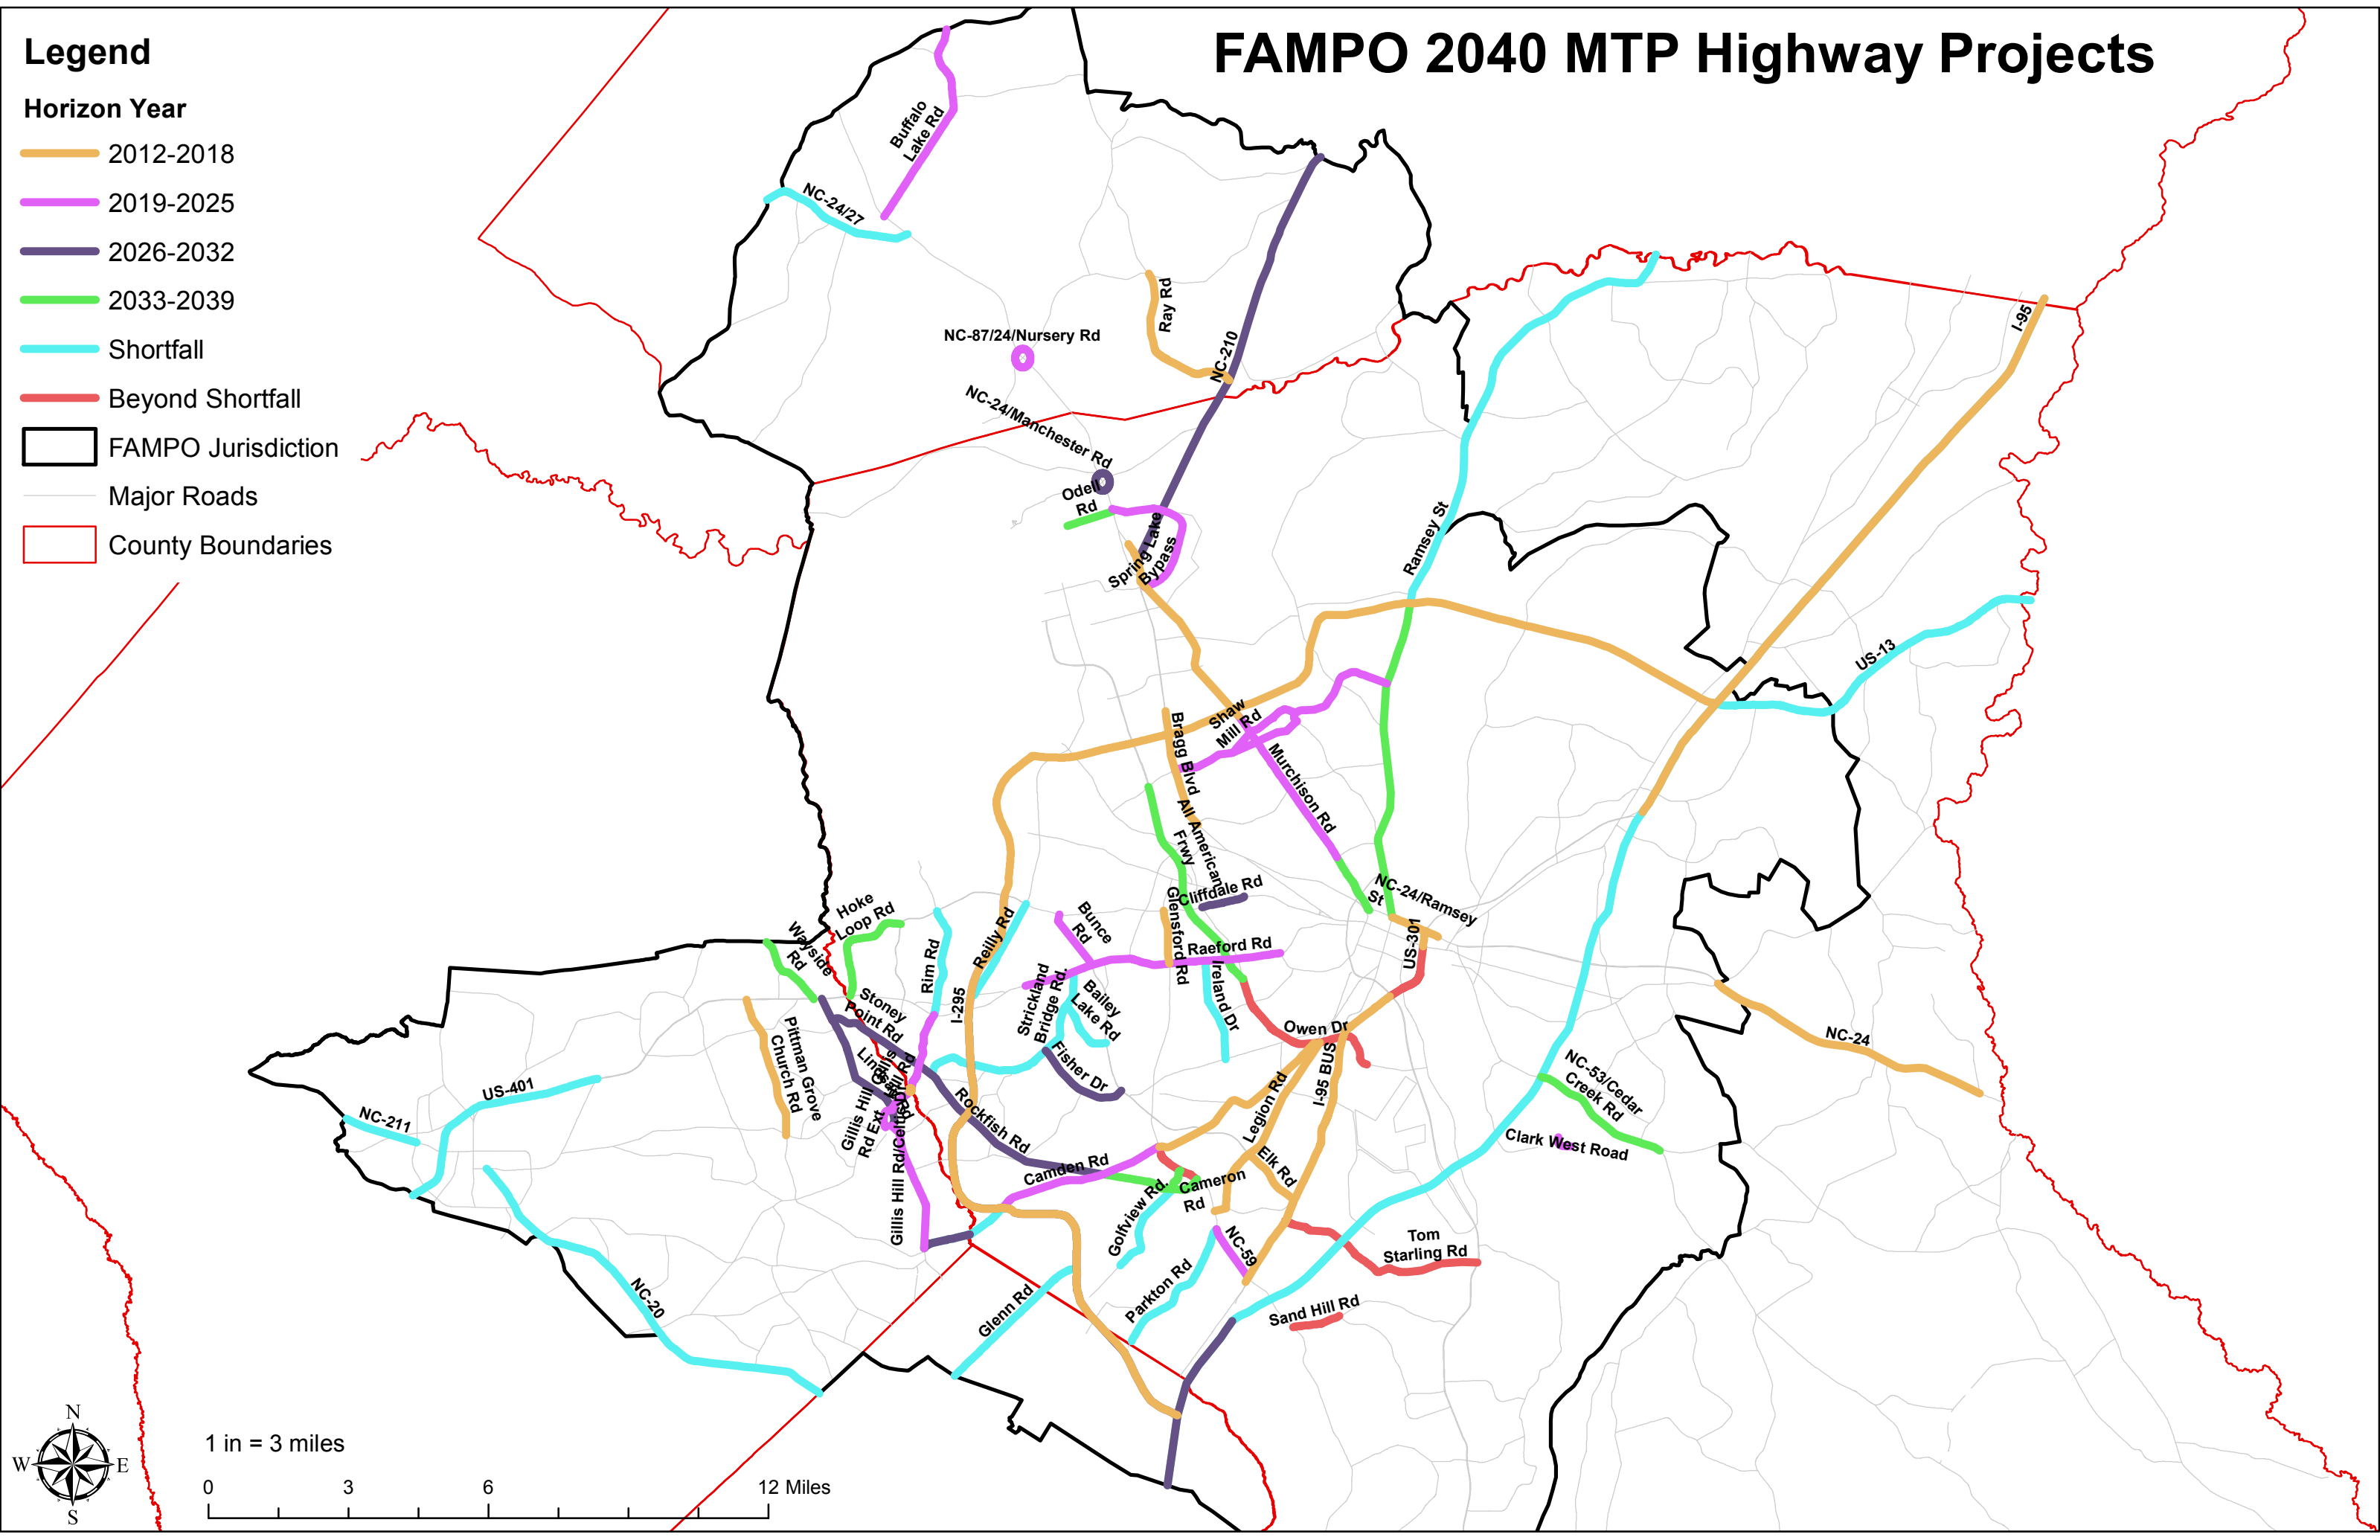 FAMPO 2040 MTP Highway Projects
Legend
Horizon Year
2012-2018
2019-2025
2026-2032
2033-2039
Shortfall
Beyond Shortfall
FAMPO Jurisdiction
Major Roads
County Boundaries
Buffalo
Lake Rd
NC-24/27
Ray Rd
NC-87/24/Nursery Rd
NC-210
I-95
NC-24/Manchester Rd
Odell
Rd
Spring Lake
Bypass
Ramsey St
US-13
Shaw
Mill Rd
Bragg Blvd
Murchison Rd
All American
Frwy
Cliffdale Rd
St
NC-24/Ramsey
Glensford Rd
Raeford Rd
US-301
Hoke
Loop Rd
Wayside
Rd
Rim Rd
Reilly Rd
Bunce
Rd
Strickland
Bridge Rd.
Bailey
Lake Rd
Ireland Dr
I-295
Stoney
Point Rd
Owen Dr
NC-24
Pittman Grove
Church Rd
Fisher Dr
I-95 BUS
Legion Rd
NC-53/Cedar
Creek Rd
Clark West Road
US-401
NC-211
Gillis Hill
Rd Ext
Gillis Hill Rd/Celtic Dr
Rockfish Rd
Camden Rd
Elk Rd
Cameron
Rd
Golfview Rd.
NC-59
Tom
Starling Rd
NC-20
Glenn Rd
Parkton Rd
Sand Hill Rd
N
W
E
S
1 in = 3 miles
0 3 6 12 Miles